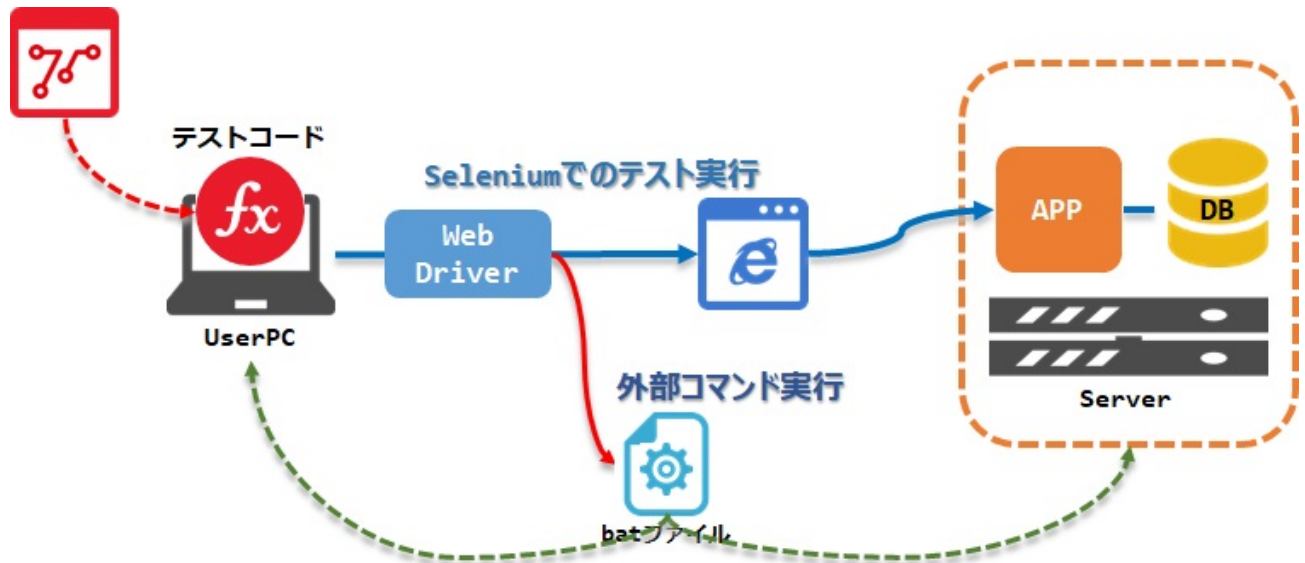 テストコード
fx
Seleniumでのテスト実行
Web
Driver
APP
DB
UserPC
外部コマンド実行
Server
batファイル